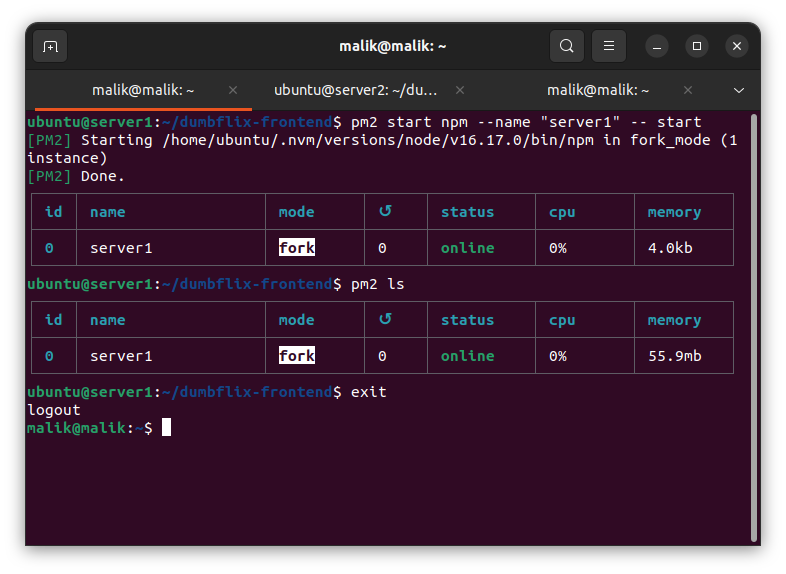 malik@malik: ~
malik@malik: ~
ubuntu@server2: ~/du...
malik@malik: ~
ubuntu@server1:~/dumbflix-frontend$ pm2 start npm --name "server1" -- start
[PM2] Starting /home/ubuntu/.nvm/versions/node/v16.17.0/bin/npm in fork_mode (1
instance)
[PM2] Done.
id name mode ↺ status cpu memory
0 server1 fork 0 online 0% 4.0kb
ubuntu@server1:~/dumbflix-frontend$ pm2 ls
id name mode ↺ status cpu memory
0 server1 fork 0 online 0% 55.9mb
ubuntu@server1:~/dumbflix-frontend$ exit
logout
malik@malik:~$